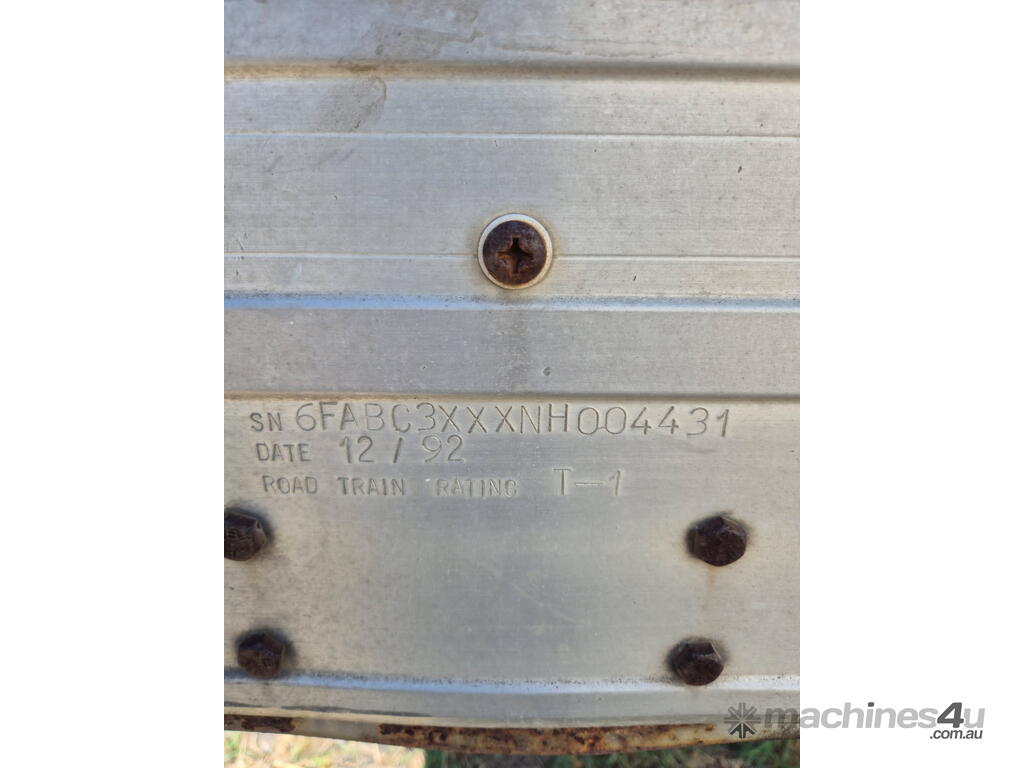 SN 6FABC3XXXNH004431
DATE 12 / 92
ROAD TRAIN RATING T-1
machines4u
.com.au